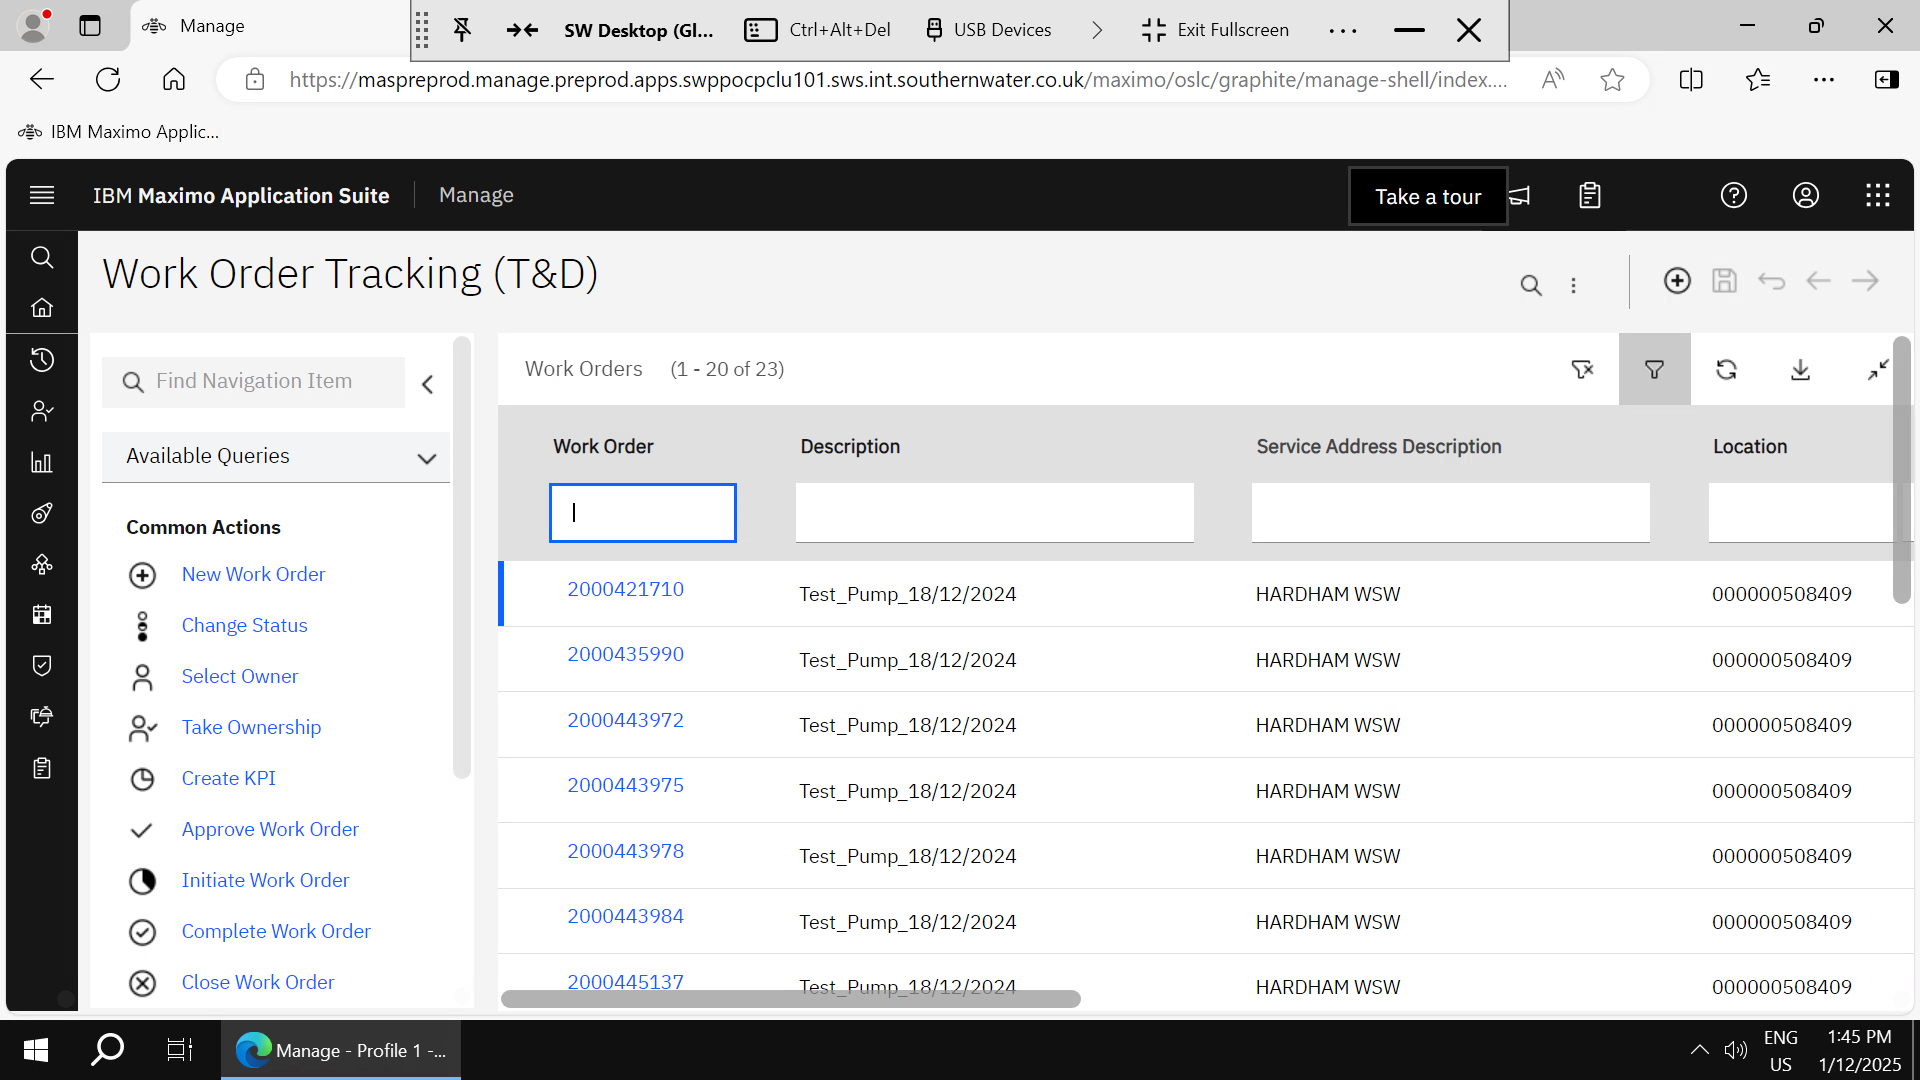 Manage
SW Desktop (Gl...
Ctrl+Alt+Del
USB Devices
Exit Fullscreen
https://maspreprod.manage.preprod.apps.swppocpclu101.sws.int.southernwater.co.uk/maximo/oslc/graphite/manage-shell/index....
IBM Maximo Applic...
IBM Maximo Application Suite
Manage
Take a tour
Work Order Tracking (T&D)
Find Navigation Item
Available Queries
Common Actions
New Work Order
Change Status
Select Owner
Take Ownership
Create KPI
Approve Work Order
Initiate Work Order
Complete Work Order
Close Work Order
Work Orders (1 - 20 of 23)
Work Order Description Service Address Description Location
2000421710 Test_Pump_18/12/2024 HARDHAM WSW 000000508409
2000435990 Test_Pump_18/12/2024 HARDHAM WSW 000000508409
2000443972 Test_Pump_18/12/2024 HARDHAM WSW 000000508409
2000443975 Test_Pump_18/12/2024 HARDHAM WSW 000000508409
2000443978 Test_Pump_18/12/2024 HARDHAM WSW 000000508409
2000443984 Test_Pump_18/12/2024 HARDHAM WSW 000000508409
2000445137 Test_Pump_18/12/2024 HARDHAM WSW 000000508409
Manage - Profile 1 -...
ENG
US
1:45 PM
1/12/2025